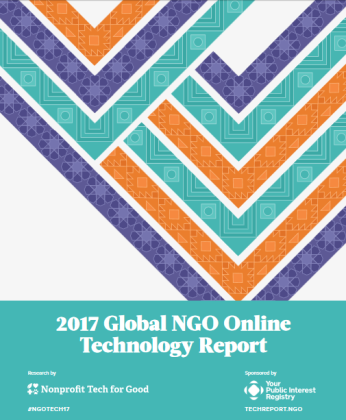 2017 Global NGO Online
Technology Report
Research by
Nonprofit Tech for Good
#NGOTECH17
Sponsored by
Your
Public Interest
Registry
TECHREPORT.NGO